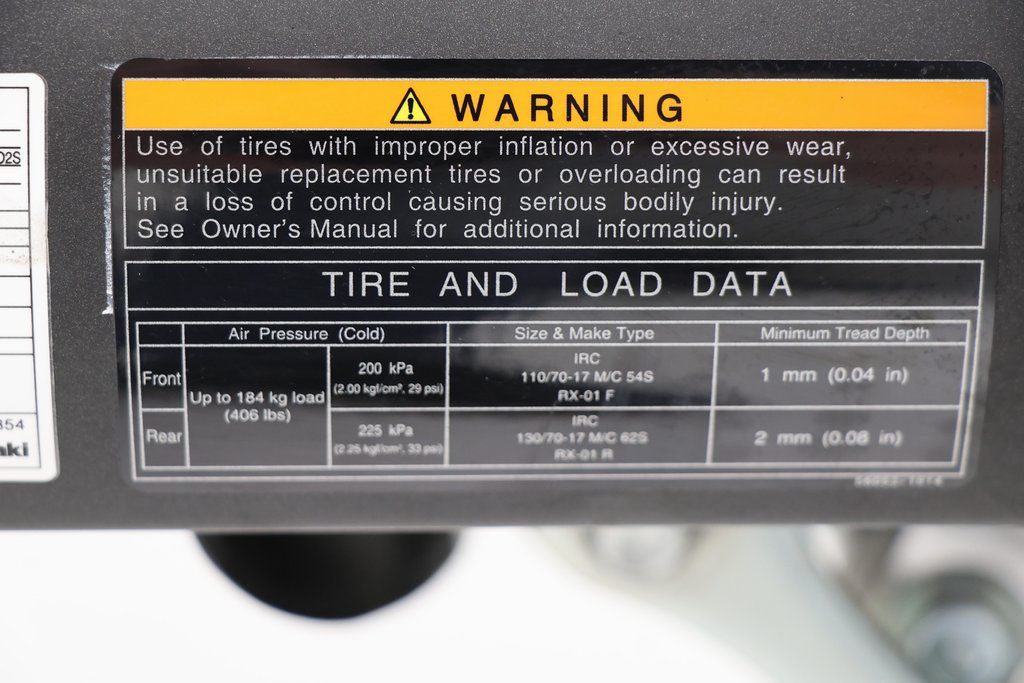 D2S
354
aki
WARNING
Use of tires with improper inflation or excessive wear,
unsuitable replacement tires or overloading can result
in a loss of control causing serious bodily injury.
See Owner's Manual for additional information.
TIRE AND LOAD DATA
Air Pressure (Cold)
Size & Make Type
Minimum Tread Depth
Front
Up to 184 kg load
(406 lbs)
200 kPa
(2.00 kgf/cm², 29 psi)
IRC
110/70-17 M/C 54S
RX-01 F
1 mm (0.04 in)
Rear
225 kPa
(2.25 kgf/cm², 33 psi)
IRC
130/70-17 M/C 62S
RX-01 R
2 mm (0.08 in)